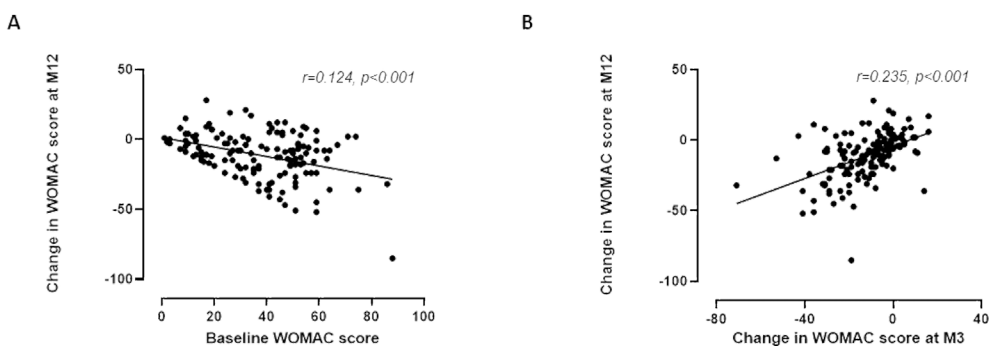 A
B
Change in WOMAC score at M12
r=0.124, p<0.001
50
0
-50
-100
0
20
40
60
80
100
Baseline WOMAC score
Change in WOMAC score at M12
r=0.235, p<0.001
50
0
-50
-100
-80
-40
0
40
Change in WOMAC score at M3